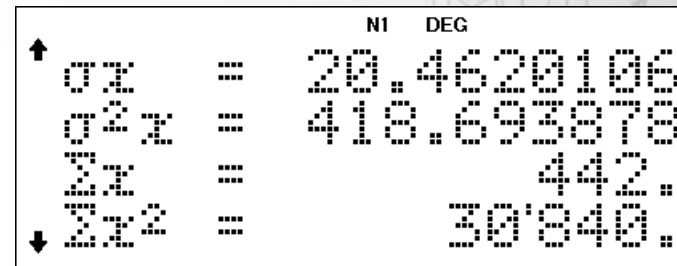 N1 DEG
σx = 20.4620106
σ²x = 418.693878
Σx = 442.
Σx² = 30'840.